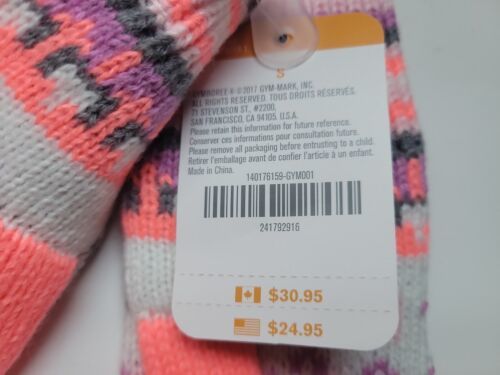 S
GYMBOREE ® ©2017 GYM-MARK, INC.
ALL RIGHTS RESERVED. TOUS DROITS RÉSERVÉS.
71 STEVENSON ST., #2200,
SAN FRANCISCO, CA 94105. U.S.A.
Please retain this information for future reference.
Conserver ces informations pour consultation future.
Please remove all packaging before entrusting to a child.
Retirer l'emballage avant de confier l'article à un enfant.
Made in China.
140176159-GYM001
241792916
$30.95
$24.95